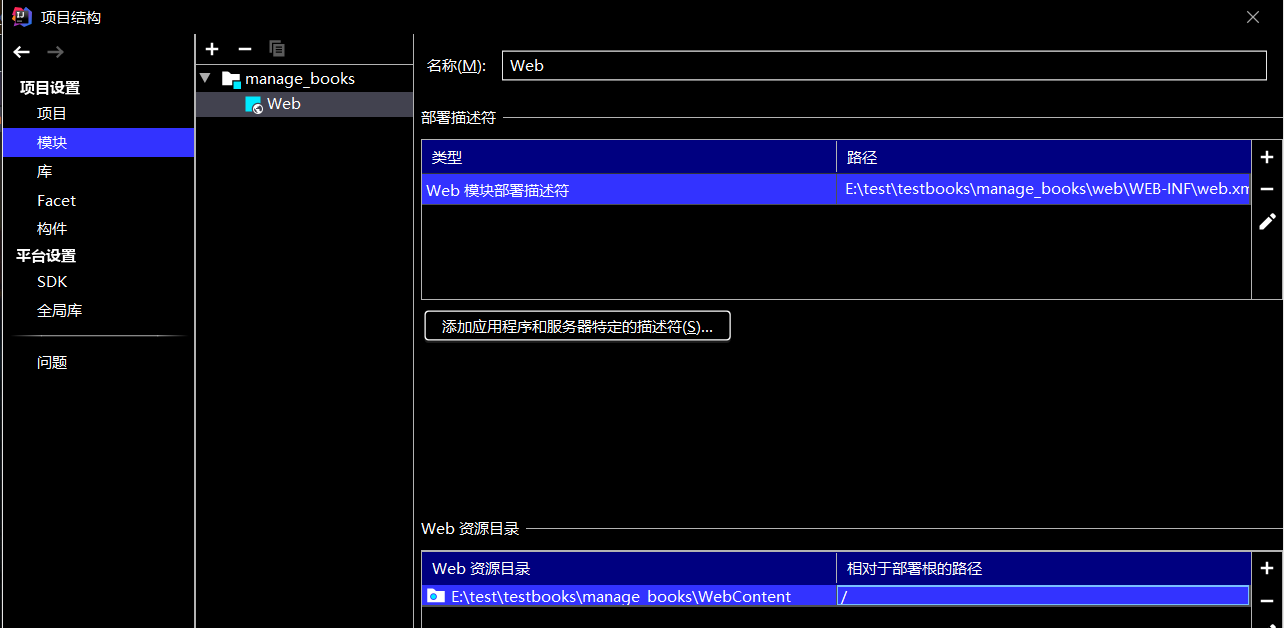 项目结构
项目设置
项目
模块
库
Facet
构件
平台设置
SDK
全局库
问题
manage_books
Web
名称(M): Web
部署描述符
类型 路径
Web 模块部署描述符 E:\test\testbooks\manage_books\web\WEB-INF\web.xm
添加应用程序和服务器特定的描述符(S)...
Web 资源目录
Web 资源目录 相对于部署根的路径
E:\test\testbooks\manage_books\WebContent /